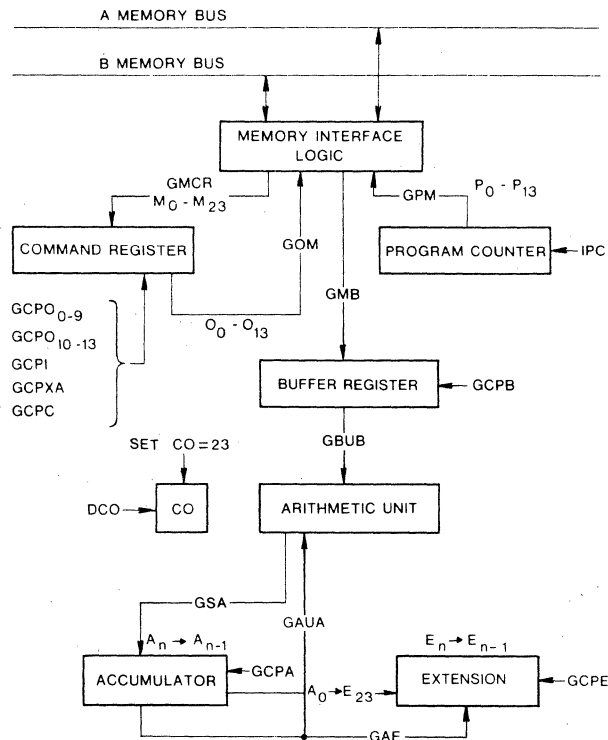 A MEMORY BUS
B MEMORY BUS
MEMORY INTERFACE
LOGIC
GMCR
M0 - M23
GPM
P0 - P13
COMMAND REGISTER
GOM
PROGRAM COUNTER
IPC
GMB
GCPO0-9
GCPO10-13
GCPI
GCPXA
GCPC
O0 - O13
BUFFER REGISTER
GCPB
GBUB
SET CO=23
DCO
CO
ARITHMETIC UNIT
GSA
GAUA
An → An-1
En → En-1
ACCUMULATOR
GCPA
A0 → E23
EXTENSION
GCPE
GAE